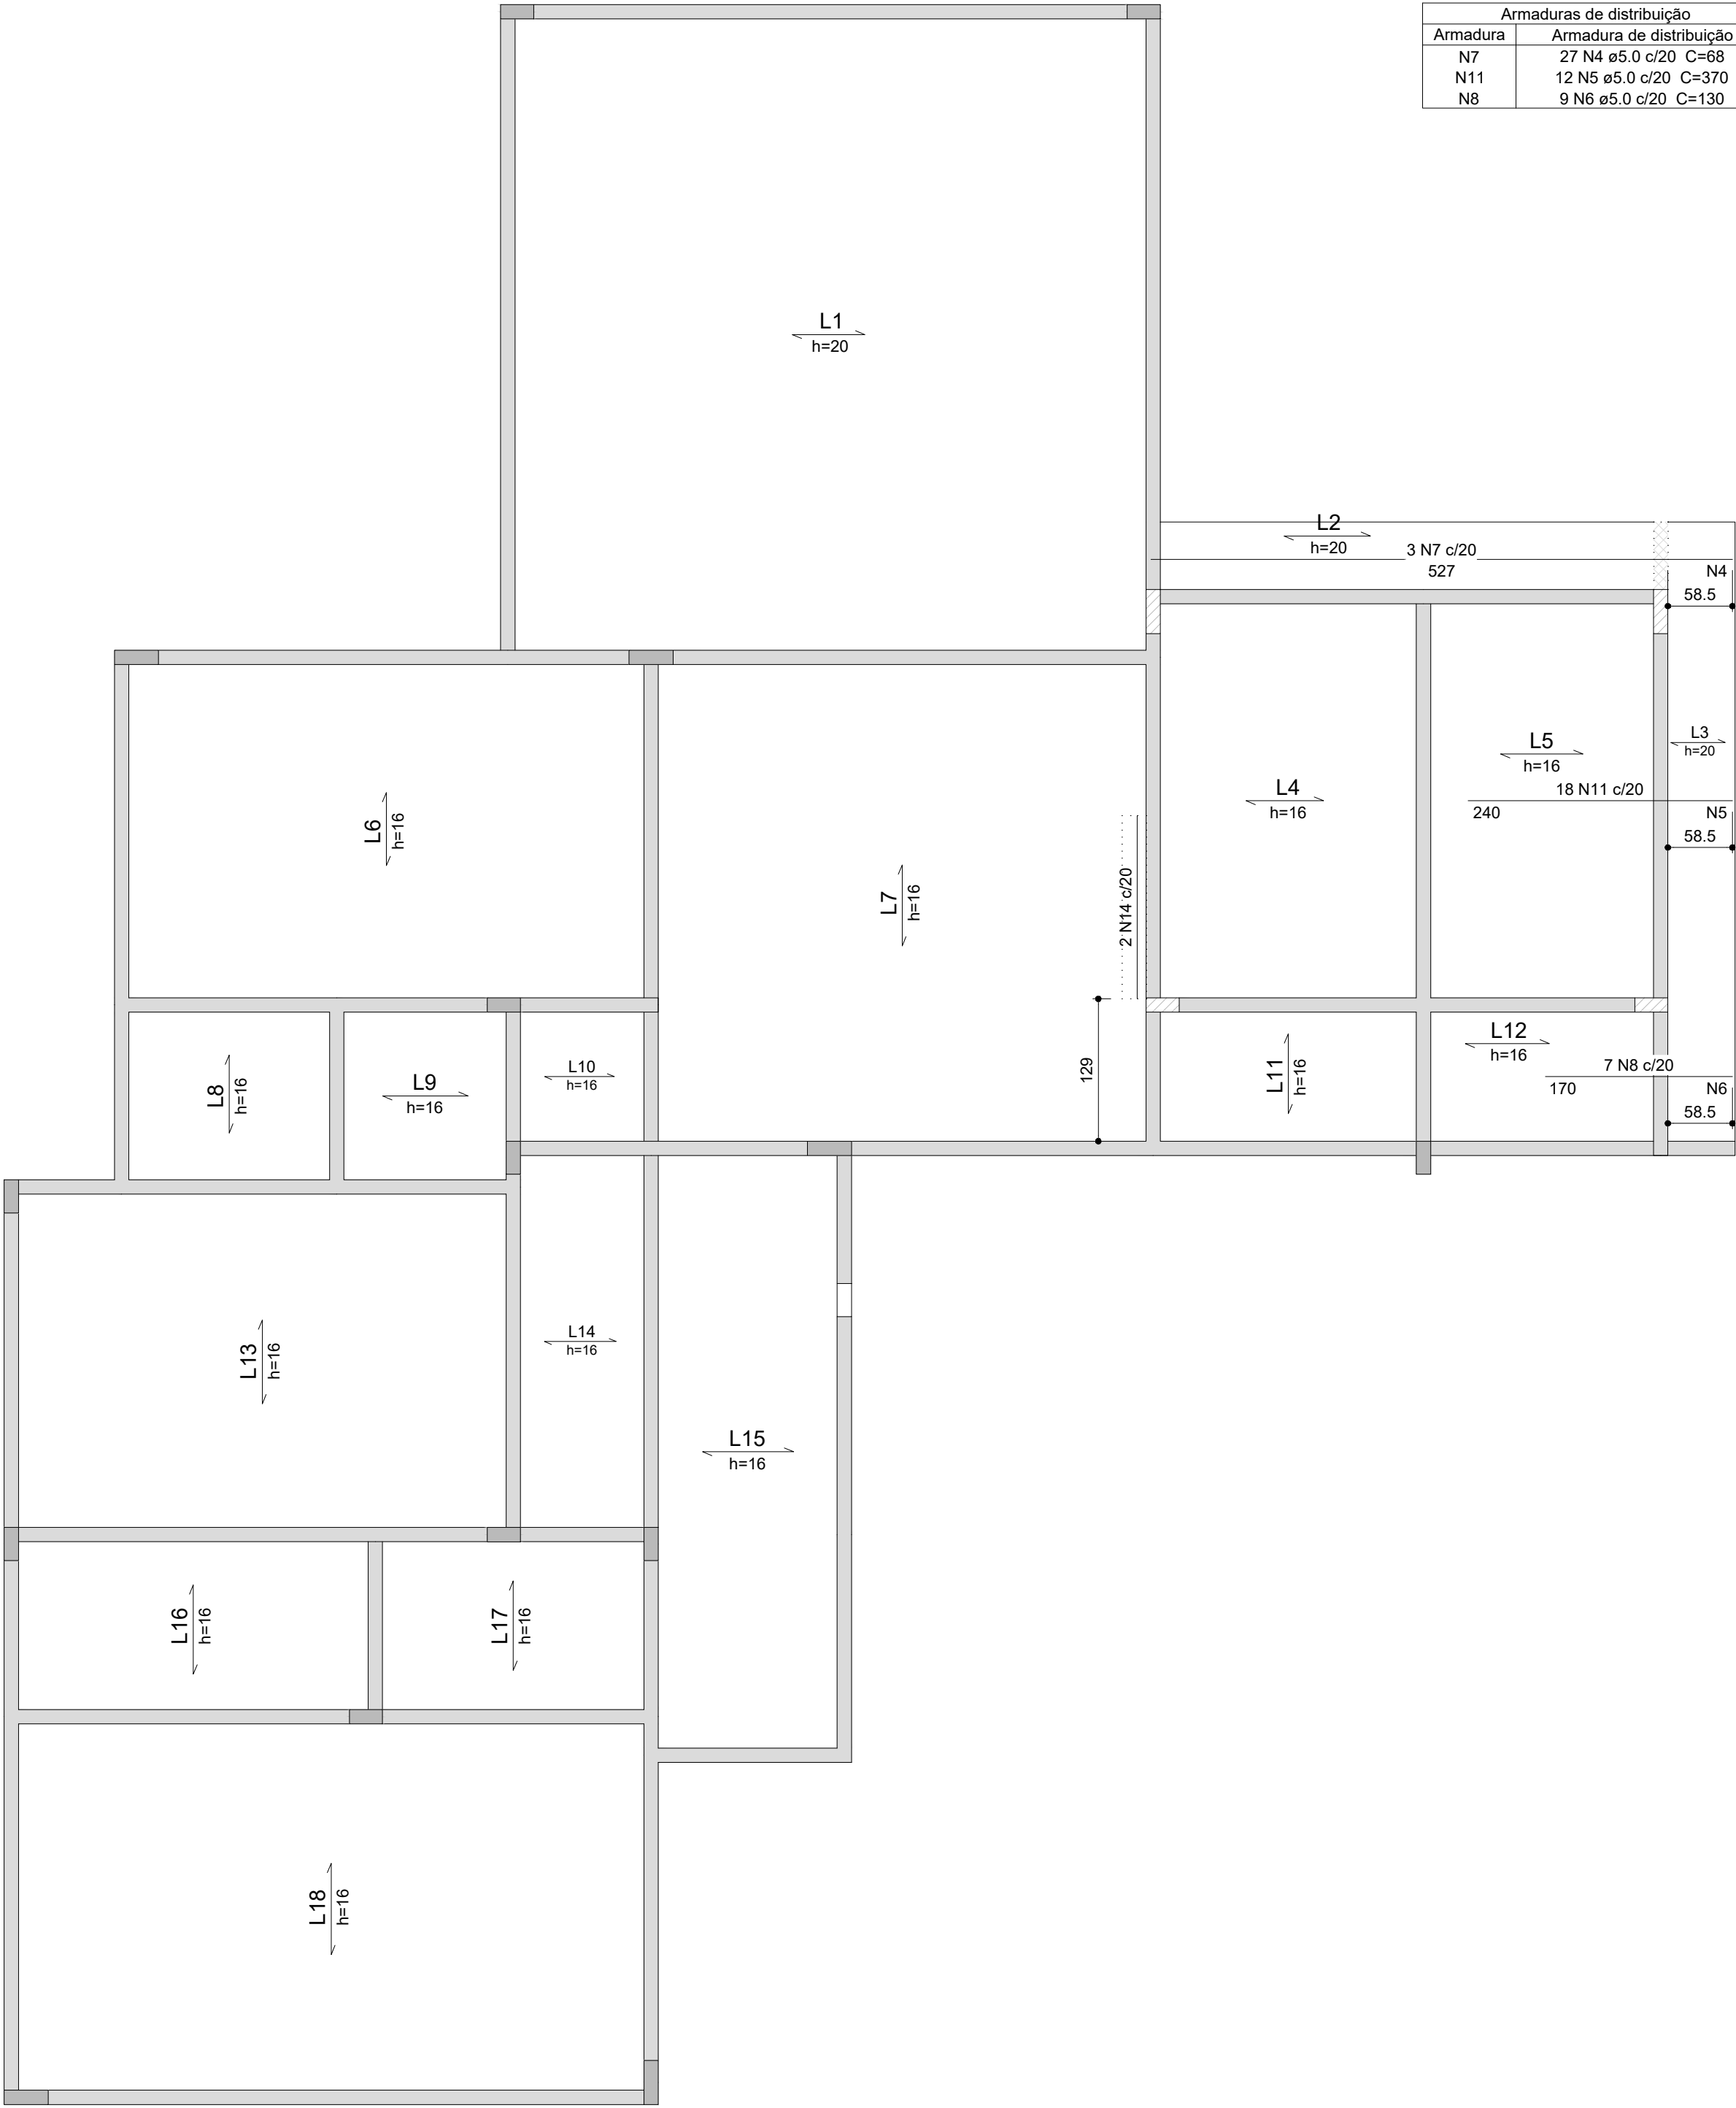 Armaduras de distribuição
Armadura Armadura de distribuição
N7 27 N4 ø5.0 c/20 C=68
N11 12 N5 ø5.0 c/20 C=370
N8 9 N6 ø5.0 c/20 C=130
L1
h=20
L2
h=20
3 N7 c/20
527
N4
58.5
L3
h=20
L5
h=16
L4
h=16
18 N11 c/20
240
N5
58.5
L6
h=16
L7
h=16
2 N14 c/20
129
L8
h=16
L9
h=16
L10
h=16
L11
h=16
L12
h=16
7 N8 c/20
170
N6
58.5
L13
h=16
L14
h=16
L15
h=16
L16
h=16
L17
h=16
L18
h=16